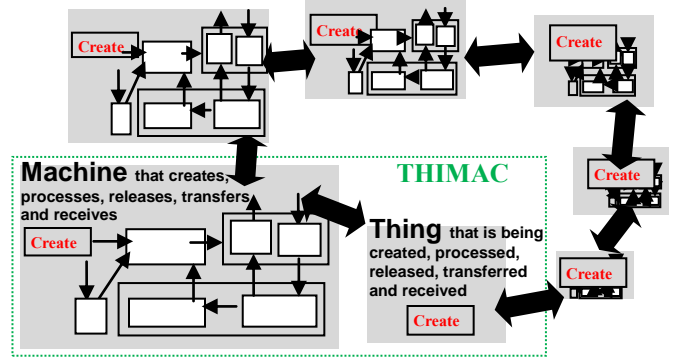 Create
Create
Create
Create
Create
THIMAC
Machine that creates,
processes, releases, transfers
and receives
Create
Thing that is being
created, processed,
released, transferred
and received
Create